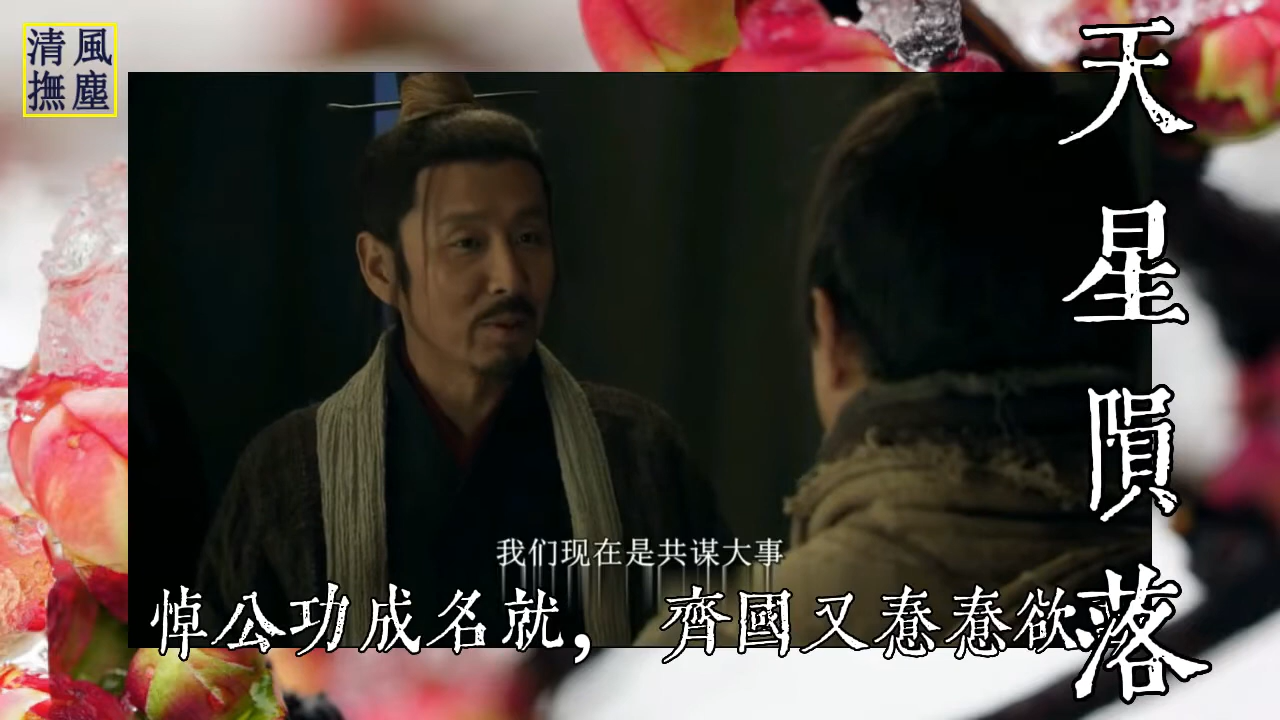 清風
撫塵
天星隕落
我们现在是共谋大事
悼公功成名就，齊國又惷惷欲